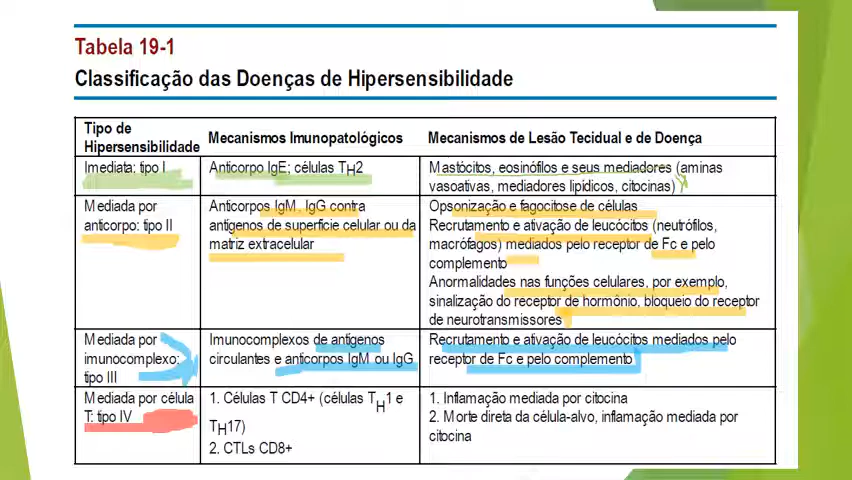 Tabela 19-1
Classificação das Doenças de Hipersensibilidade
Tipo de
Hipersensibilidade
Mecanismos Imunopatológicos
Mecanismos de Lesão Tecidual e de Doença
Imediata: tipo I
Anticorpo IgE; células TH2
Mastócitos, eosinófilos e seus mediadores (aminas
vasoativas, mediadores lipídicos, citocinas)
Mediada por
anticorpo: tipo II
Anticorpos IgM, IgG contra
antígenos de superfície celular ou da
matriz extracelular
Opsonização e fagocitose de células
Recrutamento e ativação de leucócitos (neutrófilos,
macrófagos) mediados pelo receptor de Fc e pelo
complemento
Anormalidades nas funções celulares, por exemplo,
sinalização do receptor de hormônio, bloqueio do receptor
de neurotransmissores
Mediada por
imunocomplexo:
tipo III
Imunocomplexos de antígenos
circulantes e anticorpos IgM ou IgG
Recrutamento e ativação de leucócitos mediados pelo
receptor de Fc e pelo complemento
Mediada por célula
T: tipo IV
1. Células T CD4+ (células TH1 e
TH17)
2. CTLs CD8+
1. Inflamação mediada por citocina
2. Morte direta da célula-alvo, inflamação mediada por
citocina